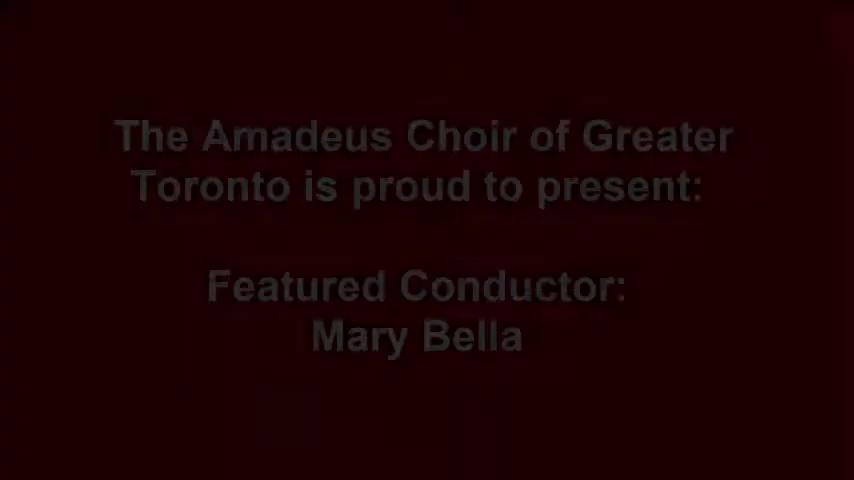 The Amadeus Choir of Greater
Toronto is proud to present:
Featured Conductor:
Mary Bella